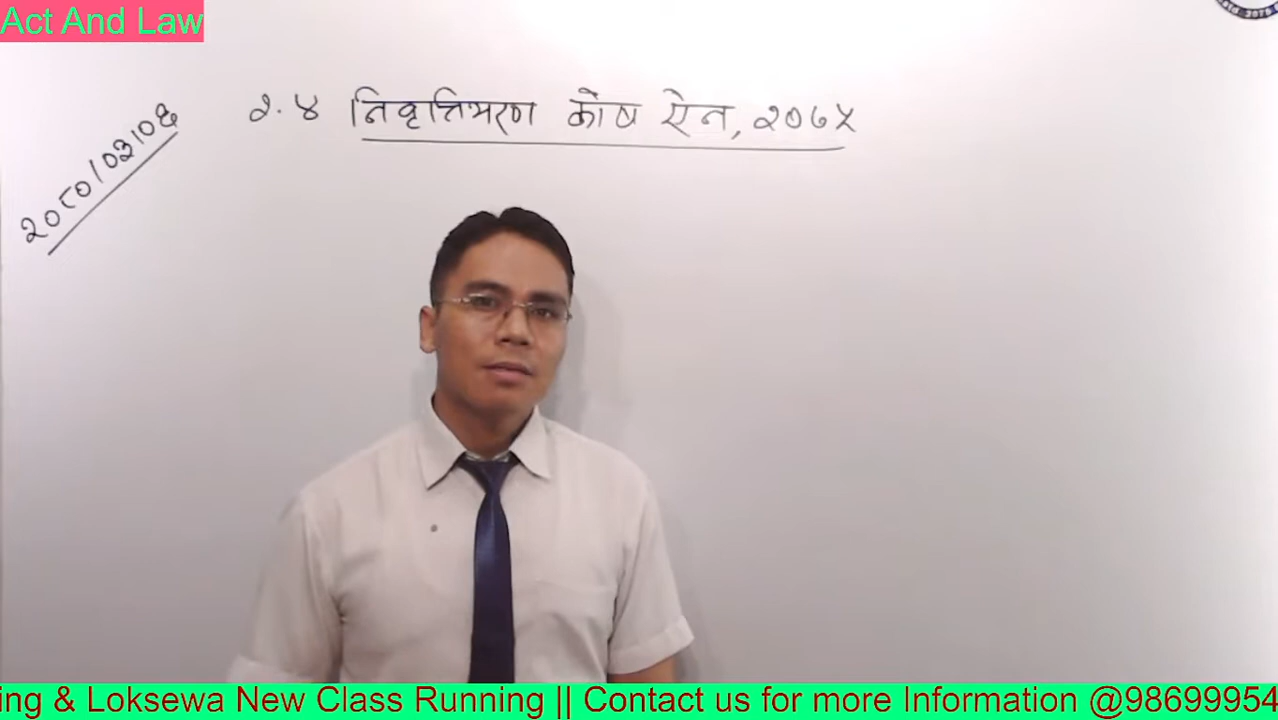 Act And Law
२.४ निवृत्तिभरण कोष ऐन, २०७५
२०८०/०३/०६
ing & Loksewa New Class Running || Contact us for more Information @98699954